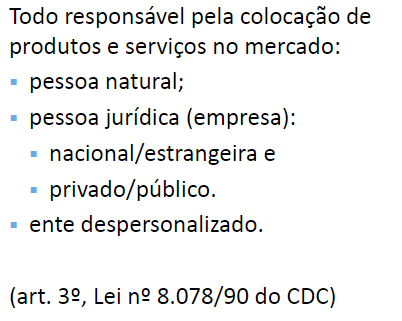 Todo responsável pela colocação de
produtos e serviços no mercado:
▪ pessoa natural;
▪ pessoa jurídica (empresa):
▪ nacional/estrangeira e
▪ privado/público.
▪ ente despersonalizado.
(art. 3º, Lei nº 8.078/90 do CDC)